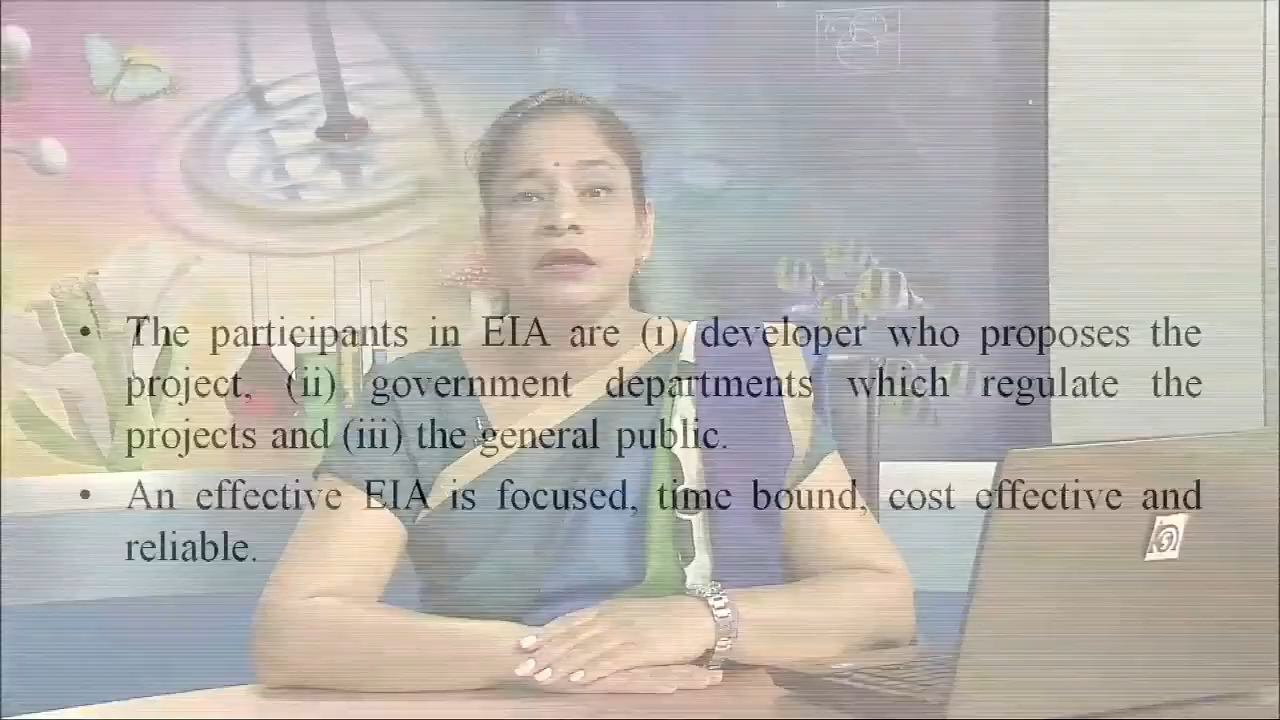 • The participants in EIA are (i) developer who proposes the
project, (ii) government departments which regulate the
projects and (iii) the general public.
• An effective EIA is focused, time bound, cost effective and
reliable.